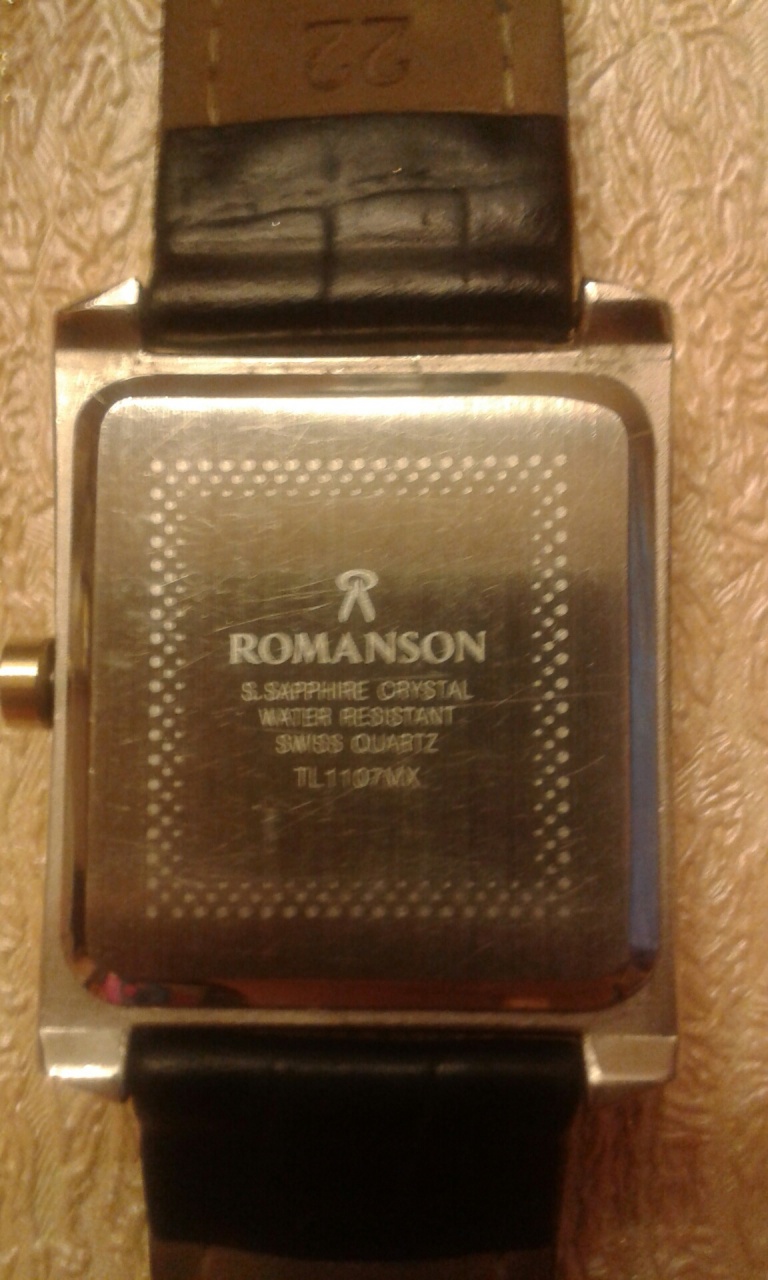 22
ROMANSON
S.SAPPHIRE CRYSTAL
WATER RESISTANT
SWISS QUARTZ
TL1107MX